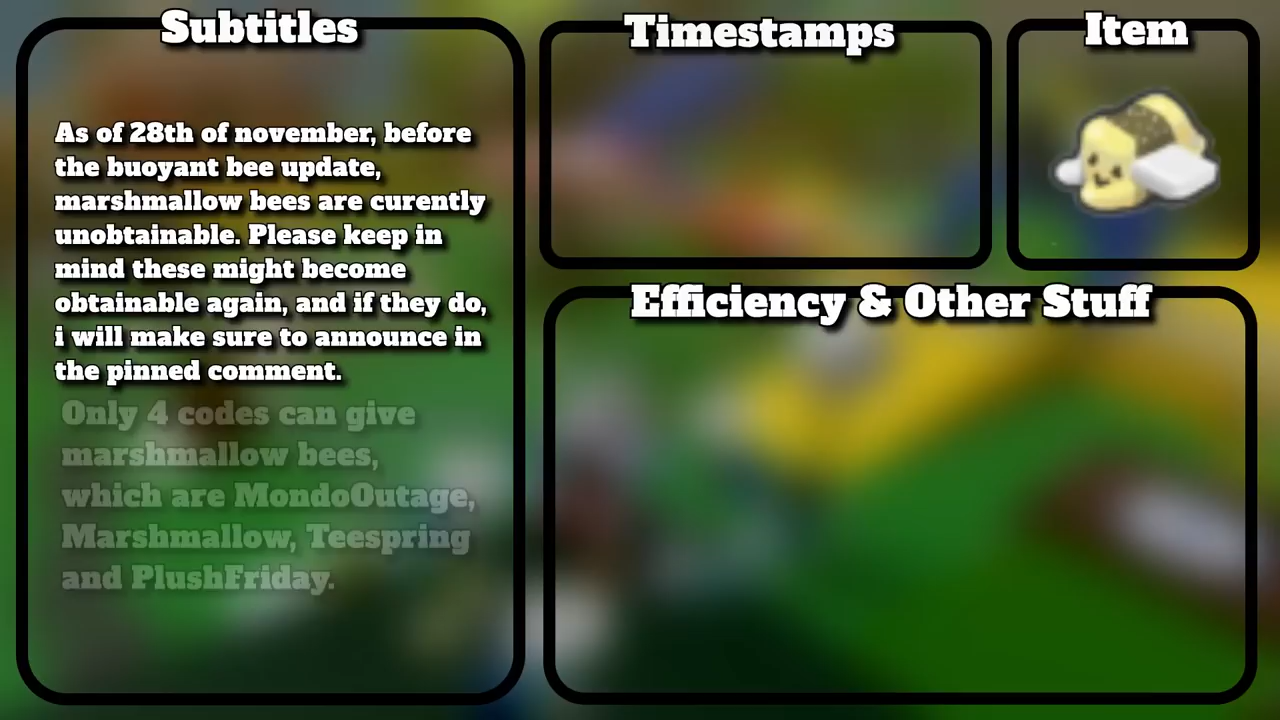 Subtitles
As of 28th of november, before
the buoyant bee update,
marshmallow bees are curently
unobtainable. Please keep in
mind these might become
obtainable again, and if they do,
i will make sure to announce in
the pinned comment.
Only 4 codes can give
marshmallow bees,
which are MondoOutage,
Marshmallow, Teespring
and PlushFriday.
Timestamps
Item
Efficiency & Other Stuff